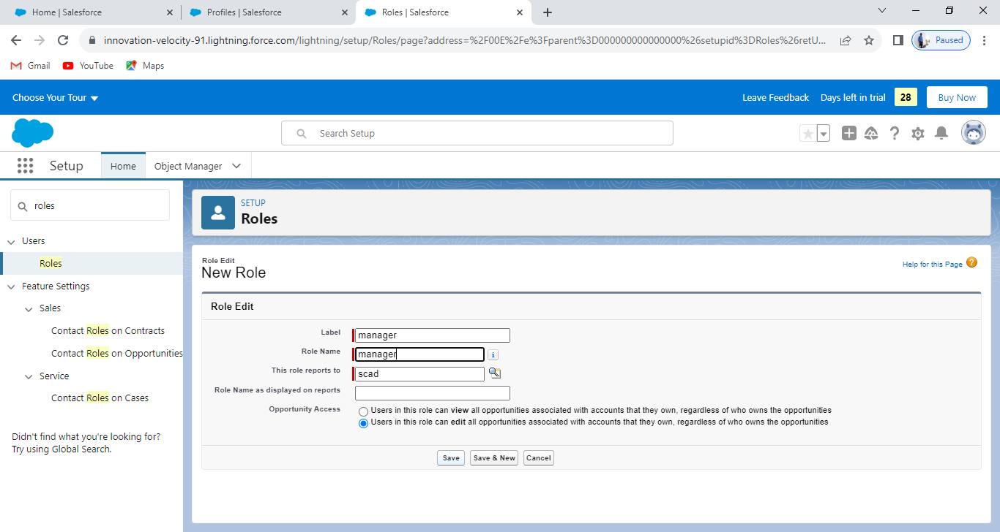 Home | Salesforce
Profiles | Salesforce
Roles | Salesforce
innovation-velocity-91.lightning.force.com/lightning/setup/Roles/page?address=%2F00E%2Fe%3Fparent%3D000000000000000%26setupid%3DRoles%26retU...
Paused
Gmail
YouTube
Maps
Choose Your Tour
Leave Feedback
Days left in trial
28
Buy Now
Search Setup
Setup
Home
Object Manager
roles
Users
Roles
Feature Settings
Sales
Contact Roles on Contracts
Contact Roles on Opportunities
Service
Contact Roles on Cases
Didn't find what you're looking for?
Try using Global Search.
SETUP
Roles
Role Edit
New Role
Help for this Page ?
Role Edit
Label manager
Role Name manager i
This role reports to scad
Role Name as displayed on reports
Opportunity Access Users in this role can view all opportunities associated with accounts that they own, regardless of who owns the opportunities
Users in this role can edit all opportunities associated with accounts that they own, regardless of who owns the opportunities
Save Save & New Cancel